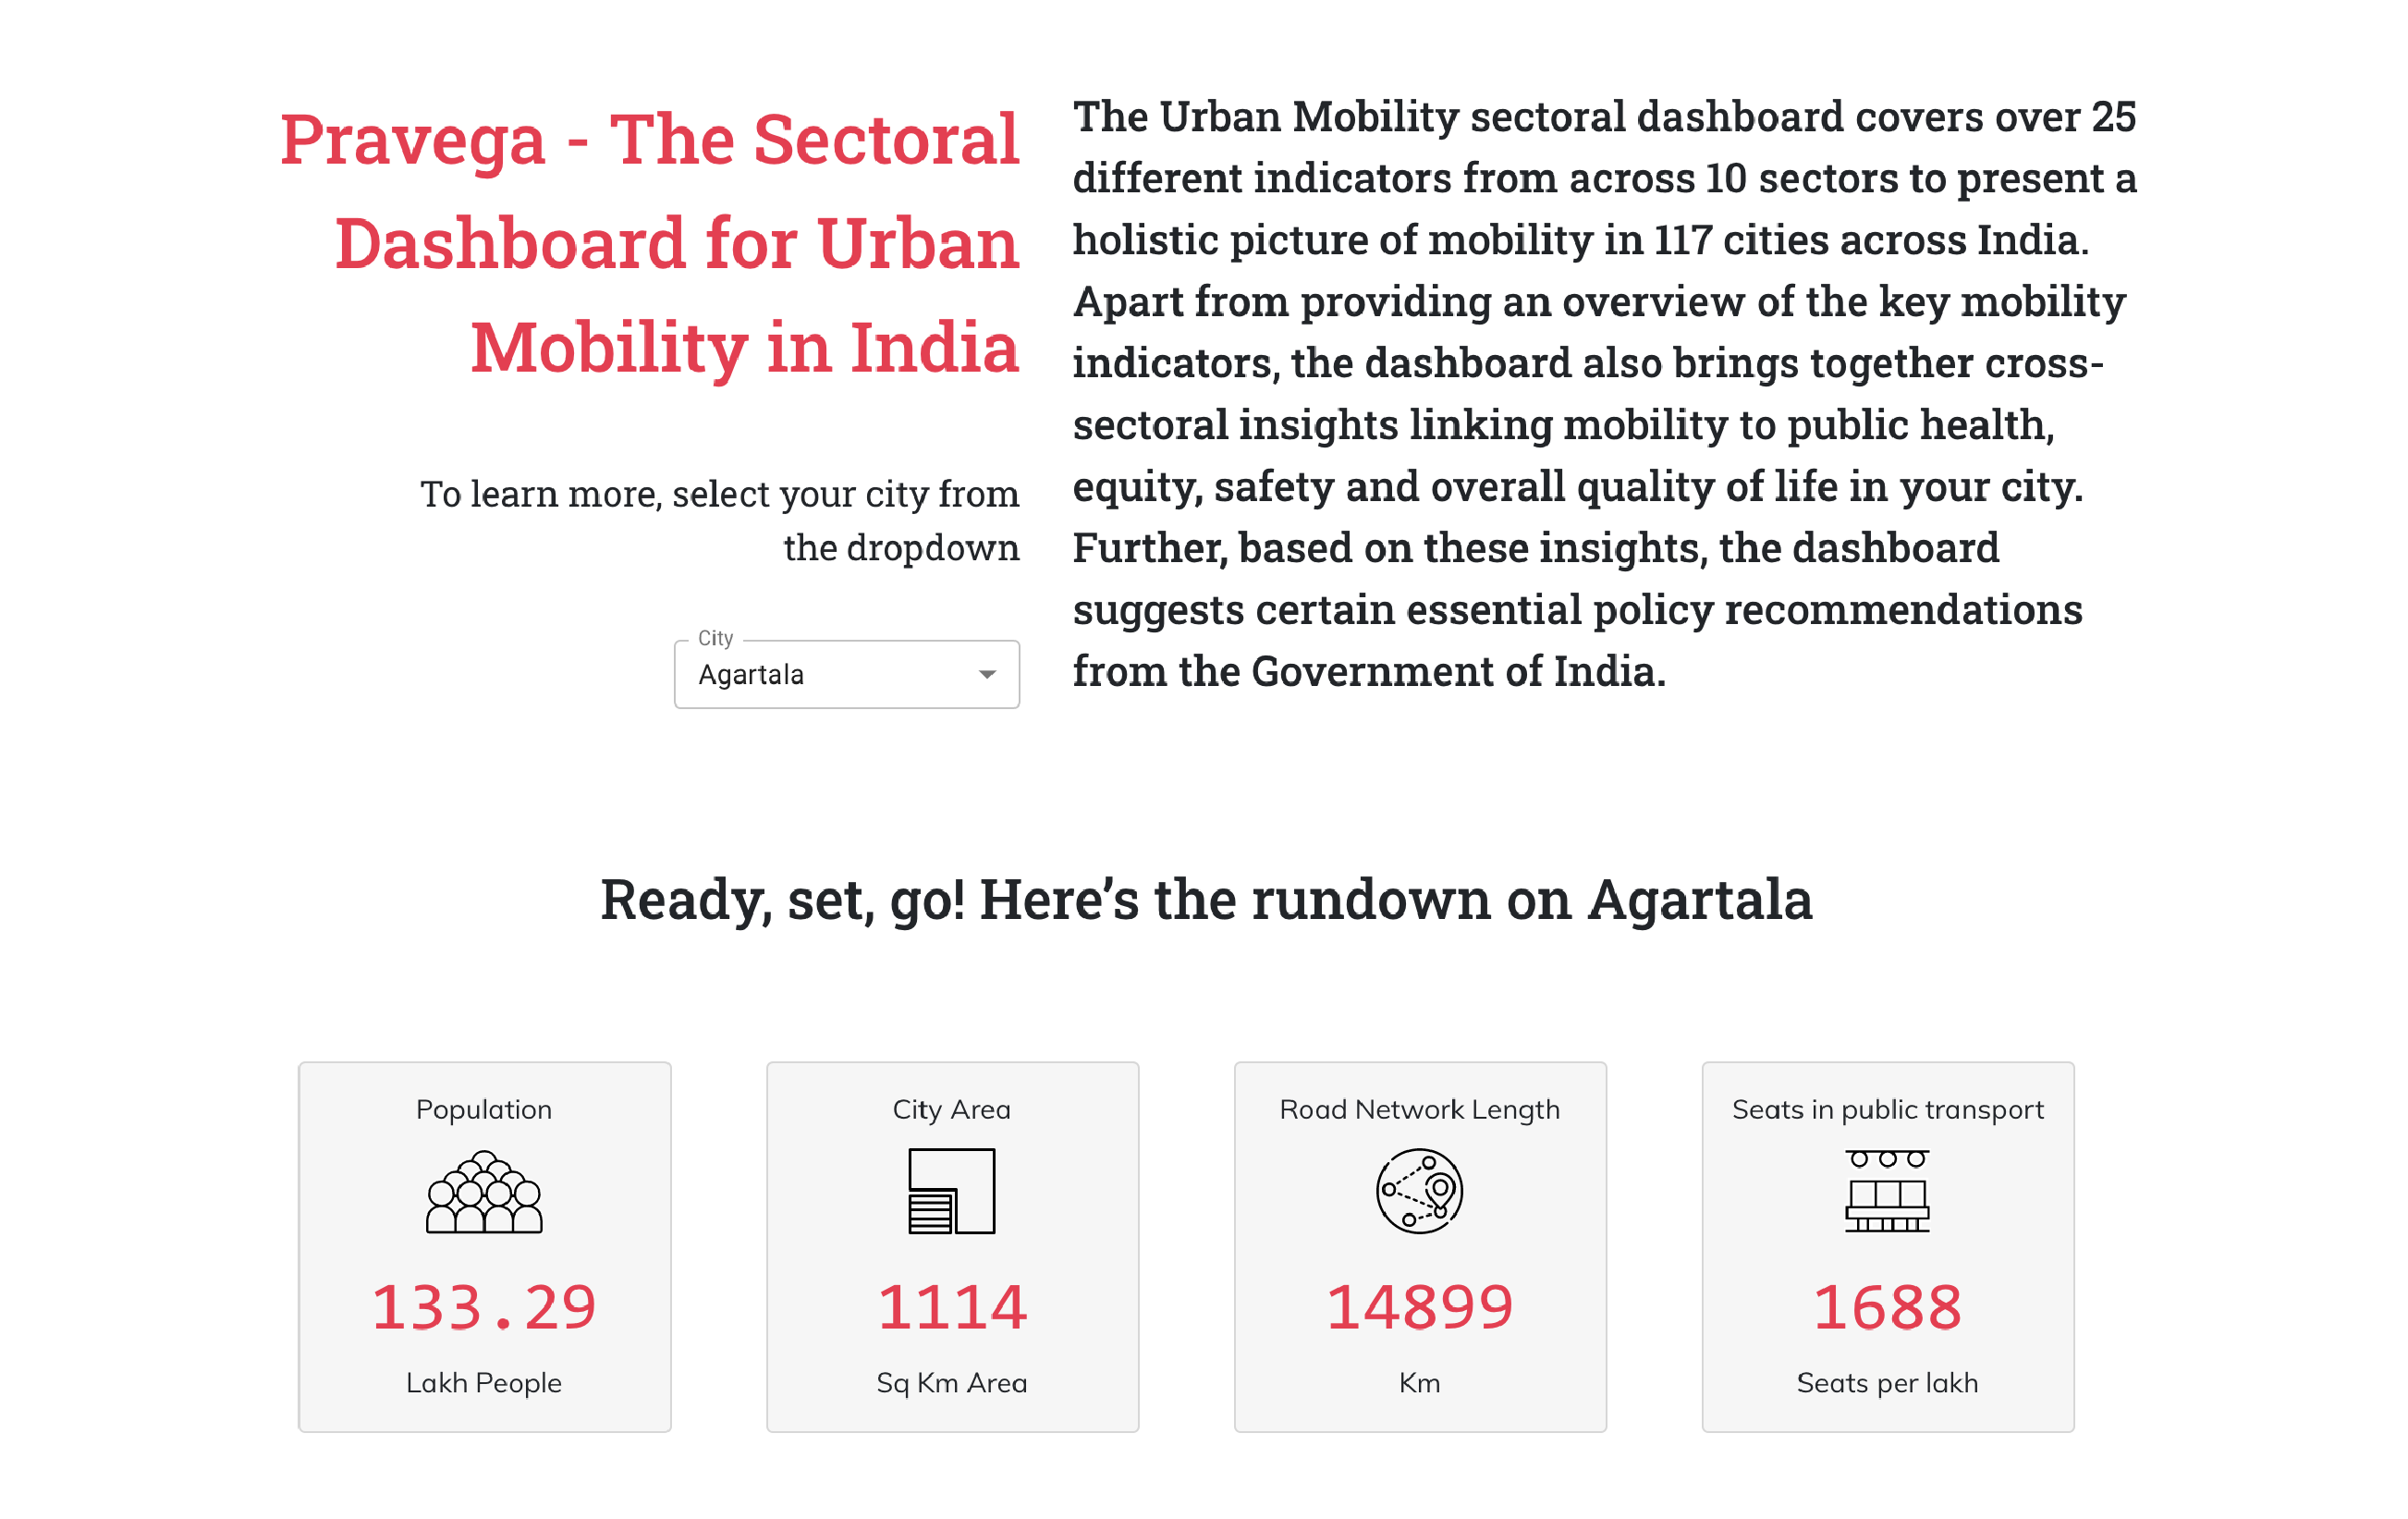 Pravega - The Sectoral
Dashboard for Urban
Mobility in India
To learn more, select your city from
the dropdown
City
Agartala
The Urban Mobility sectoral dashboard covers over 25
different indicators from across 10 sectors to present a
holistic picture of mobility in 117 cities across India.
Apart from providing an overview of the key mobility
indicators, the dashboard also brings together cross-
sectoral insights linking mobility to public health,
equity, safety and overall quality of life in your city.
Further, based on these insights, the dashboard
suggests certain essential policy recommendations
from the Government of India.
Ready, set, go! Here’s the rundown on Agartala
Population
133.29
Lakh People
City Area
1114
Sq Km Area
Road Network Length
14899
Km
Seats in public transport
1688
Seats per lakh